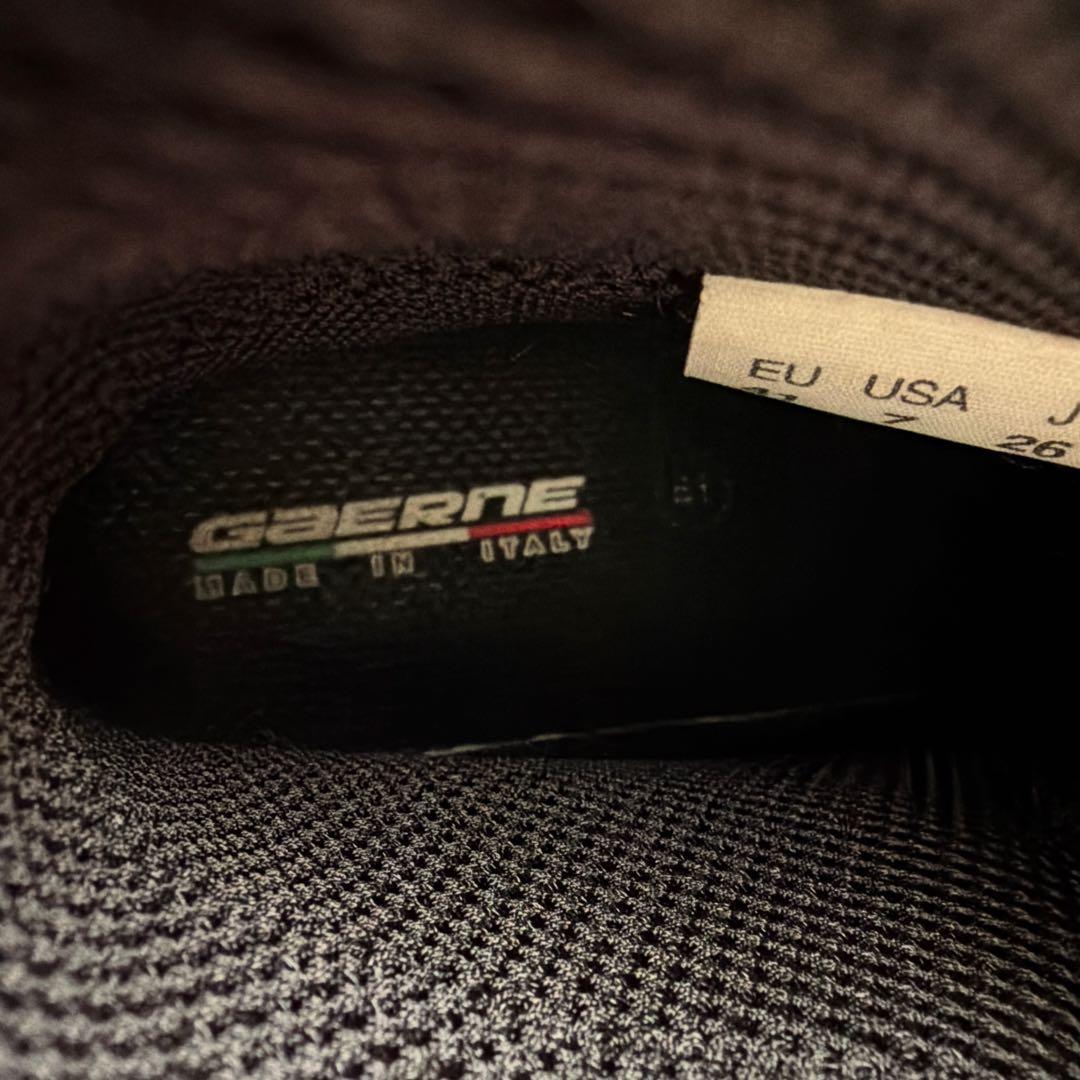 GAERNE
MADE IN ITALY
EU USA J
7 26